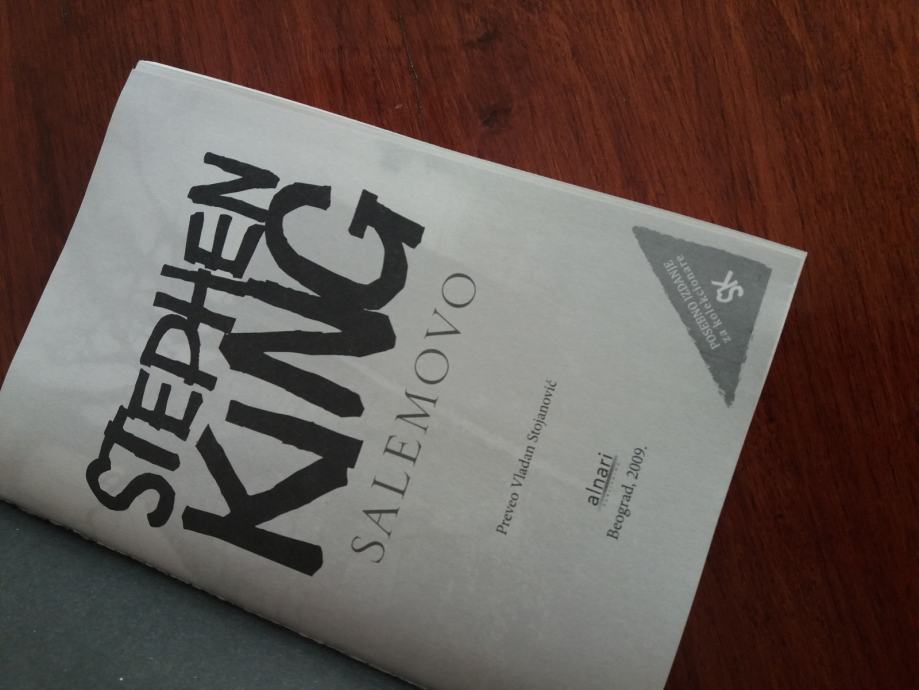 STEPHEN
KING
SALEMOVO
Preveo Vladan Stojanović
alnari
Beograd, 2009.
SK
POSEBNO IZDANJE
za kolekcionare